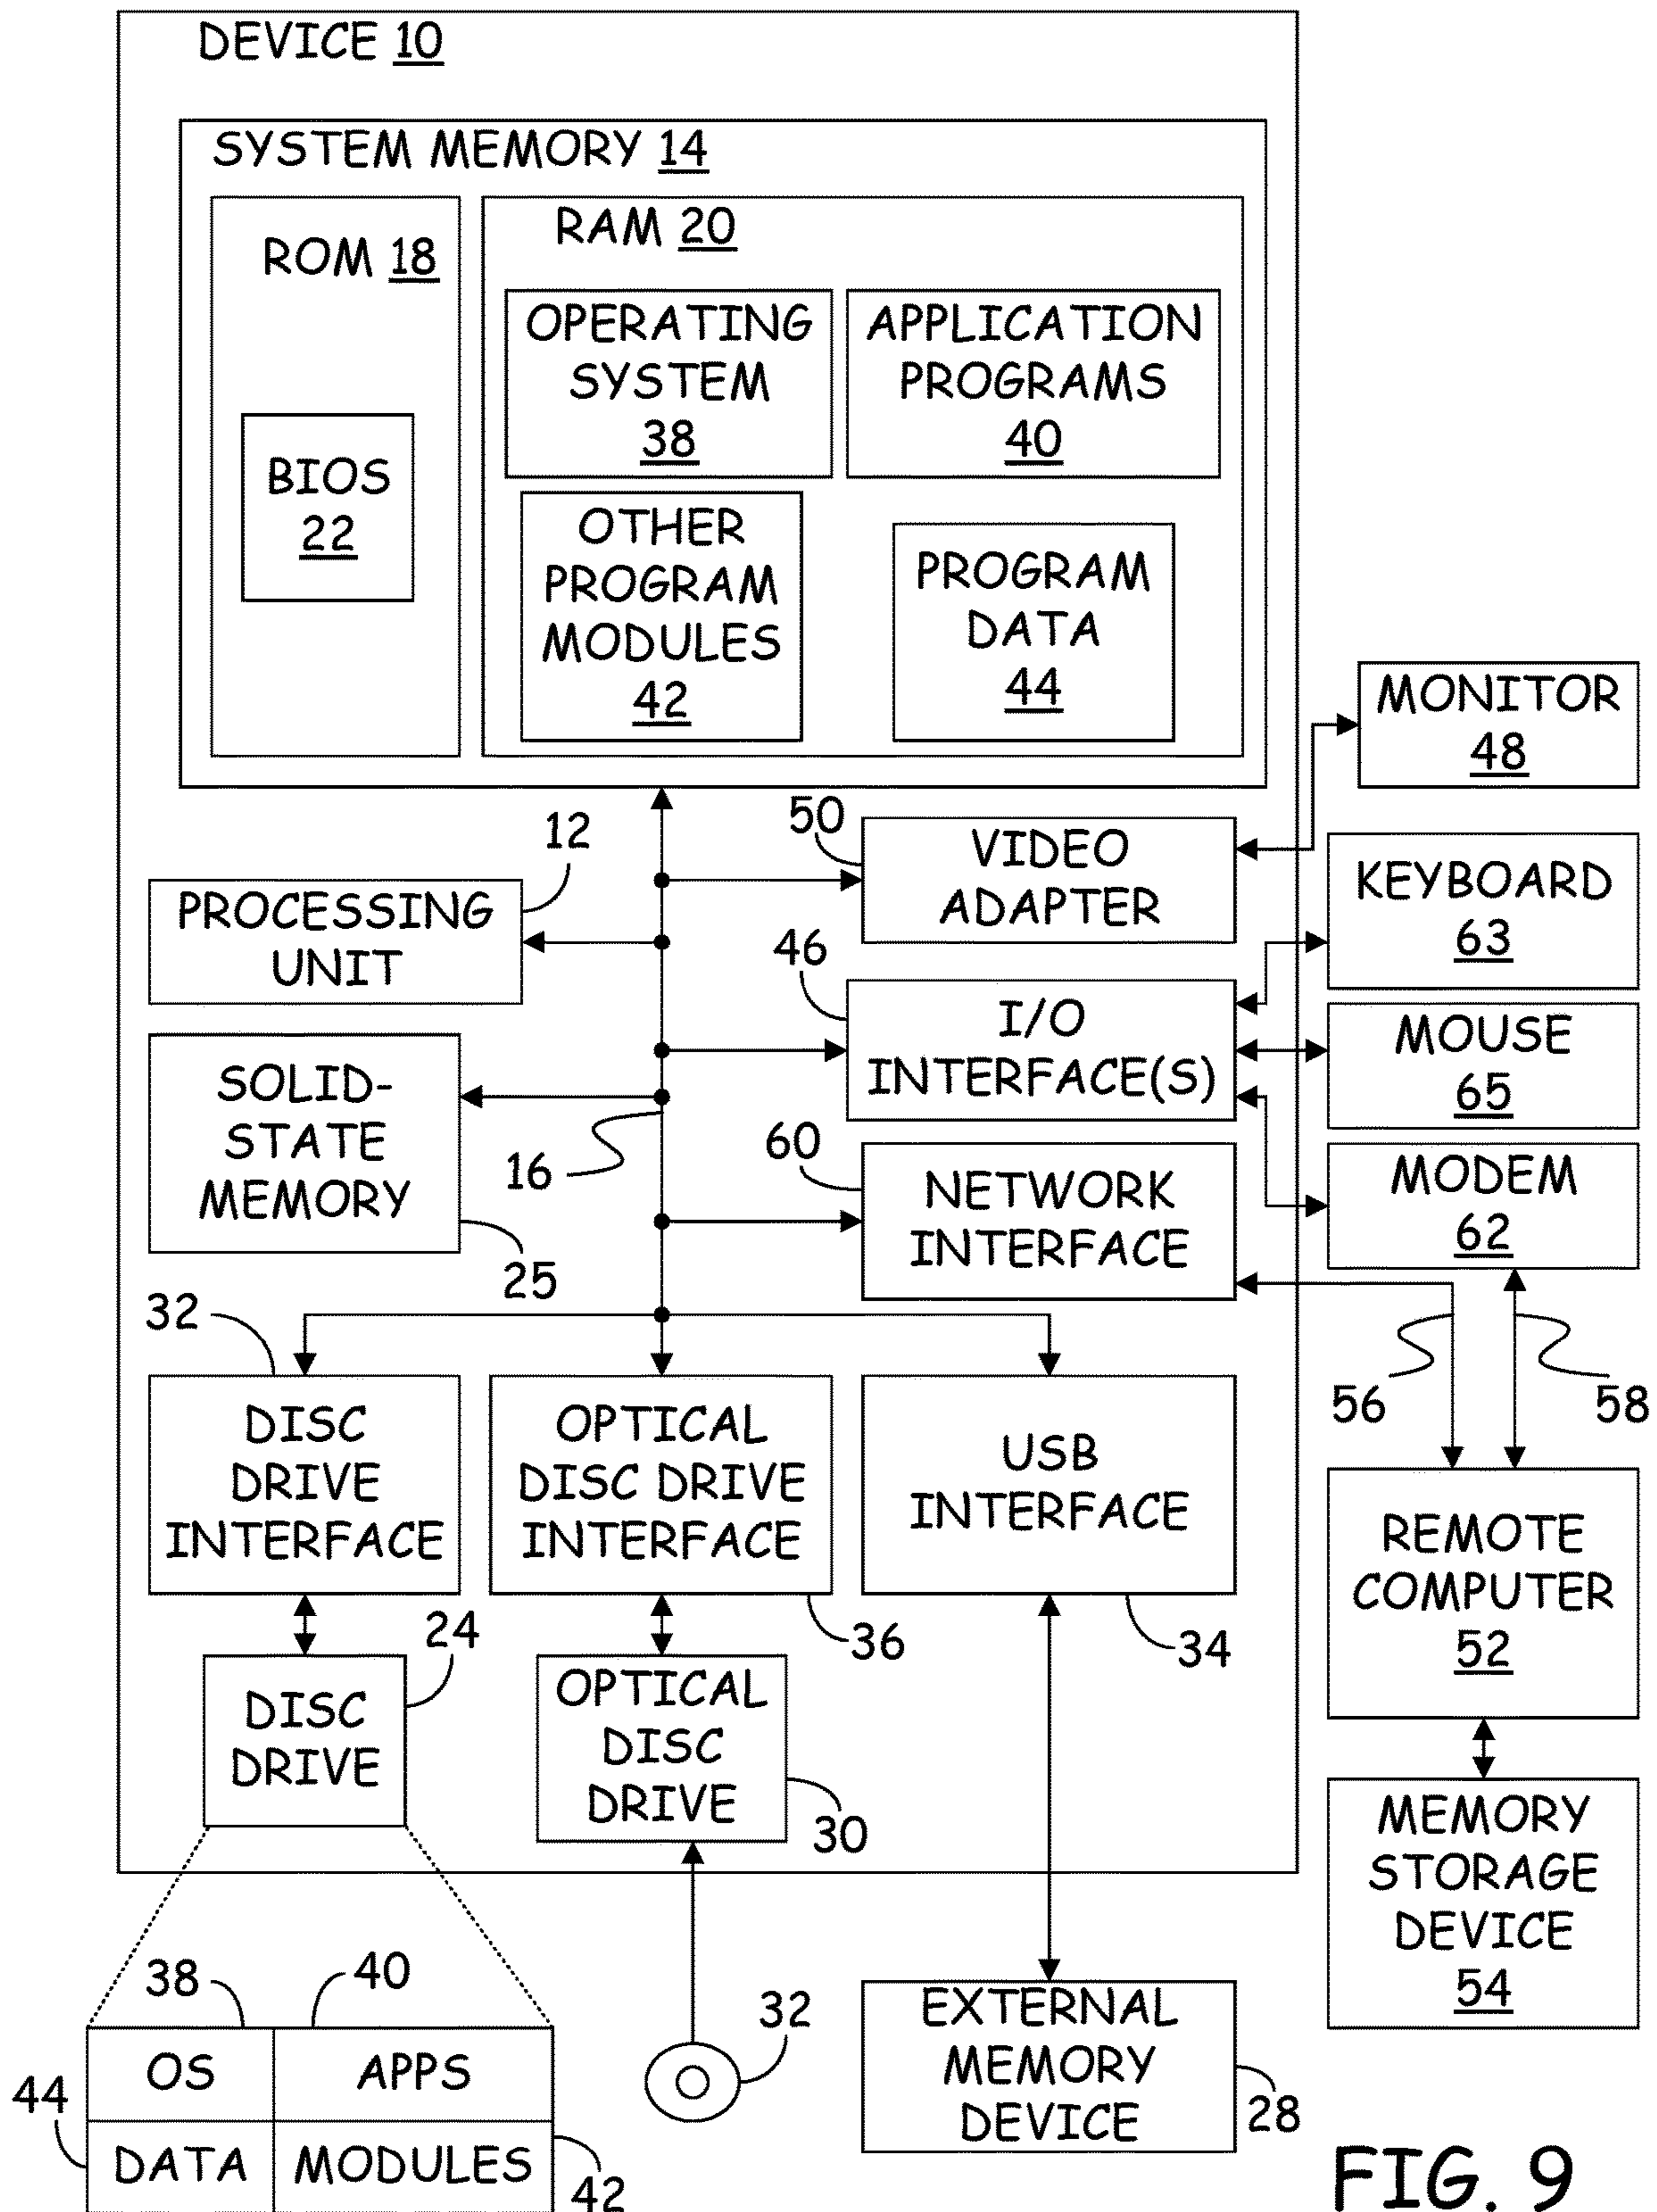 DEVICE 10
SYSTEM MEMORY 14
ROM 18
BIOS
22
RAM 20
OPERATING
SYSTEM
38
APPLICATION
PROGRAMS
40
OTHER
PROGRAM
MODULES
42
PROGRAM
DATA
44
MONITOR
48
12
PROCESSING
UNIT
50
VIDEO
ADAPTER
KEYBOARD
63
46
I/O
INTERFACE(S)
MOUSE
65
SOLID-
STATE
MEMORY
25
16
60
NETWORK
INTERFACE
MODEM
62
56
58
32
DISC
DRIVE
INTERFACE
OPTICAL
DISC DRIVE
INTERFACE
36
USB
INTERFACE
34
REMOTE
COMPUTER
52
24
DISC
DRIVE
OPTICAL
DISC
DRIVE
30
MEMORY
STORAGE
DEVICE
54
38
40
OS
APPS
44
DATA
MODULES
42
32
EXTERNAL
MEMORY
DEVICE
28
FIG. 9